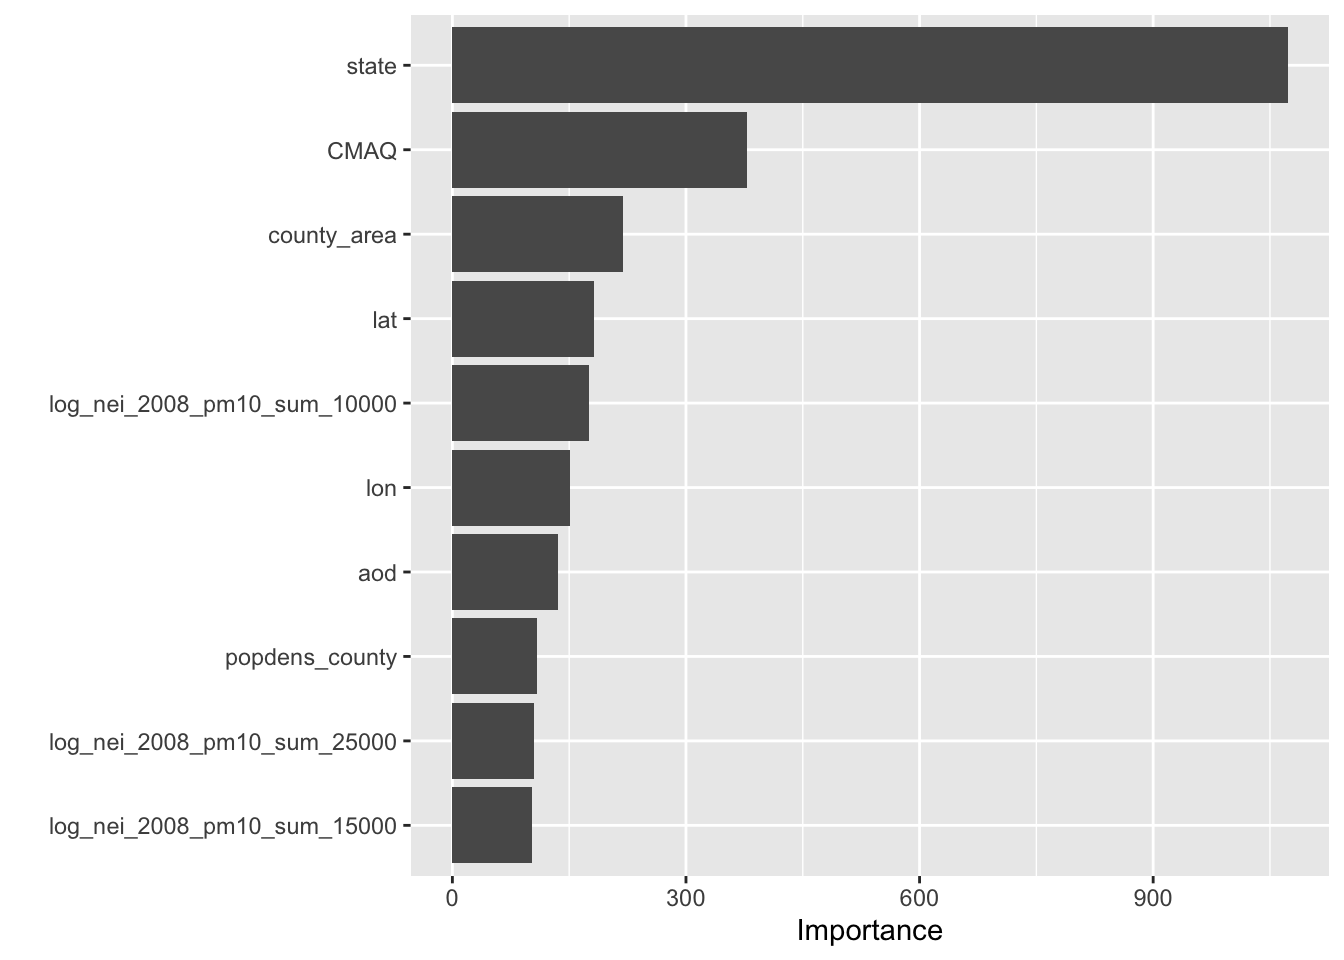 state
CMAQ
county_area
lat
log_nei_2008_pm10_sum_10000
lon
aod
popdens_county
log_nei_2008_pm10_sum_25000
log_nei_2008_pm10_sum_15000
0 300 600 900
Importance